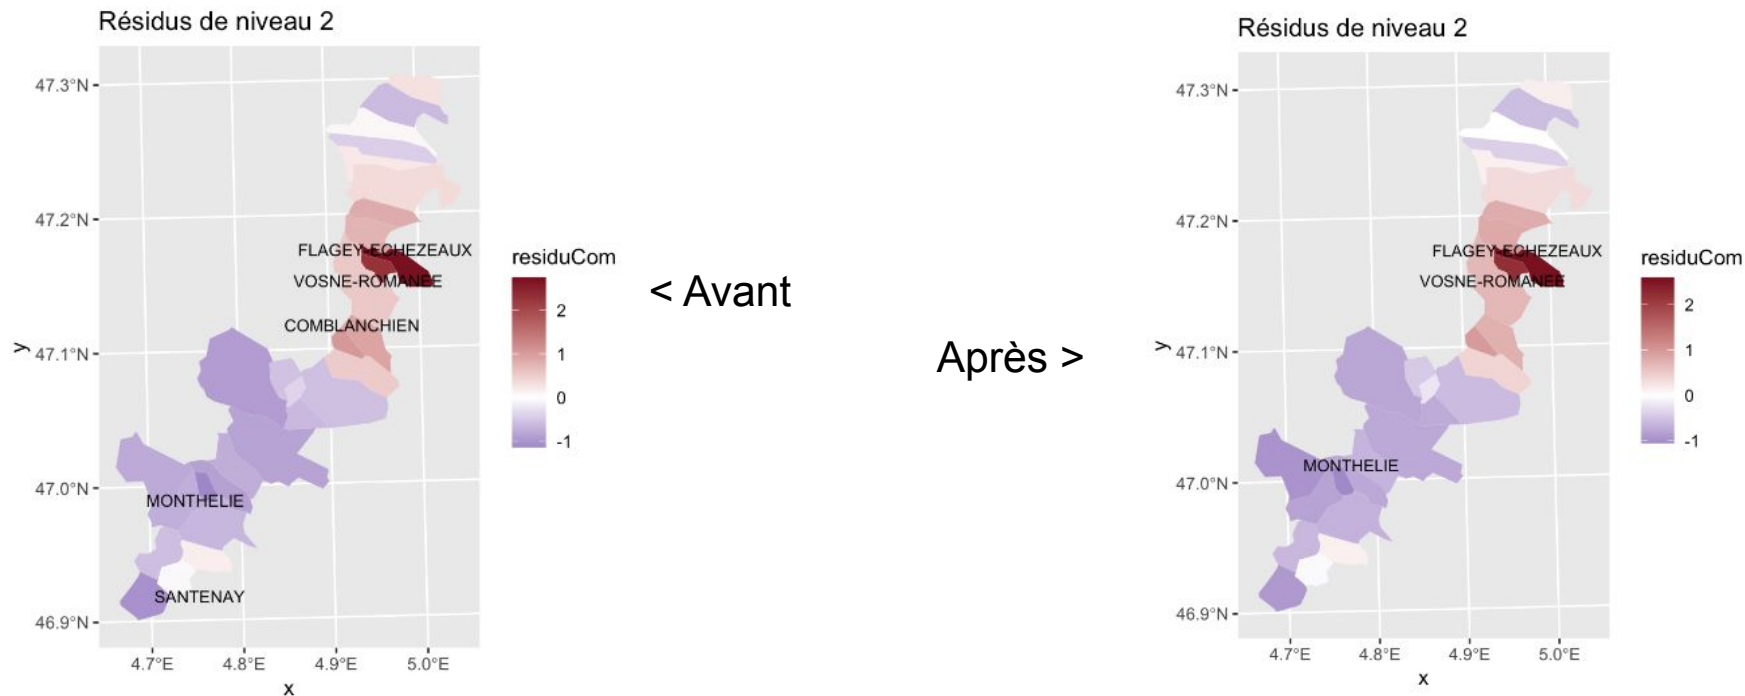 Résidus de niveau 2
47.3°N
47.2°N
47.1°N
47.0°N
46.9°N
y
FLAGEY-ECHEZEAUX
VOSNE-ROMANEE
COMBLANCHIEN
MONTHELIE
SANTENAY
4.7°E 4.8°E 4.9°E 5.0°E
x
residuCom
2
1
0
-1
< Avant
Après >
Résidus de niveau 2
47.3°N
47.2°N
47.1°N
47.0°N
46.9°N
y
FLAGEY-ECHEZEAUX
VOSNE-ROMANEE
MONTHELIE
4.7°E 4.8°E 4.9°E 5.0°E
x
residuCom
2
1
0
-1